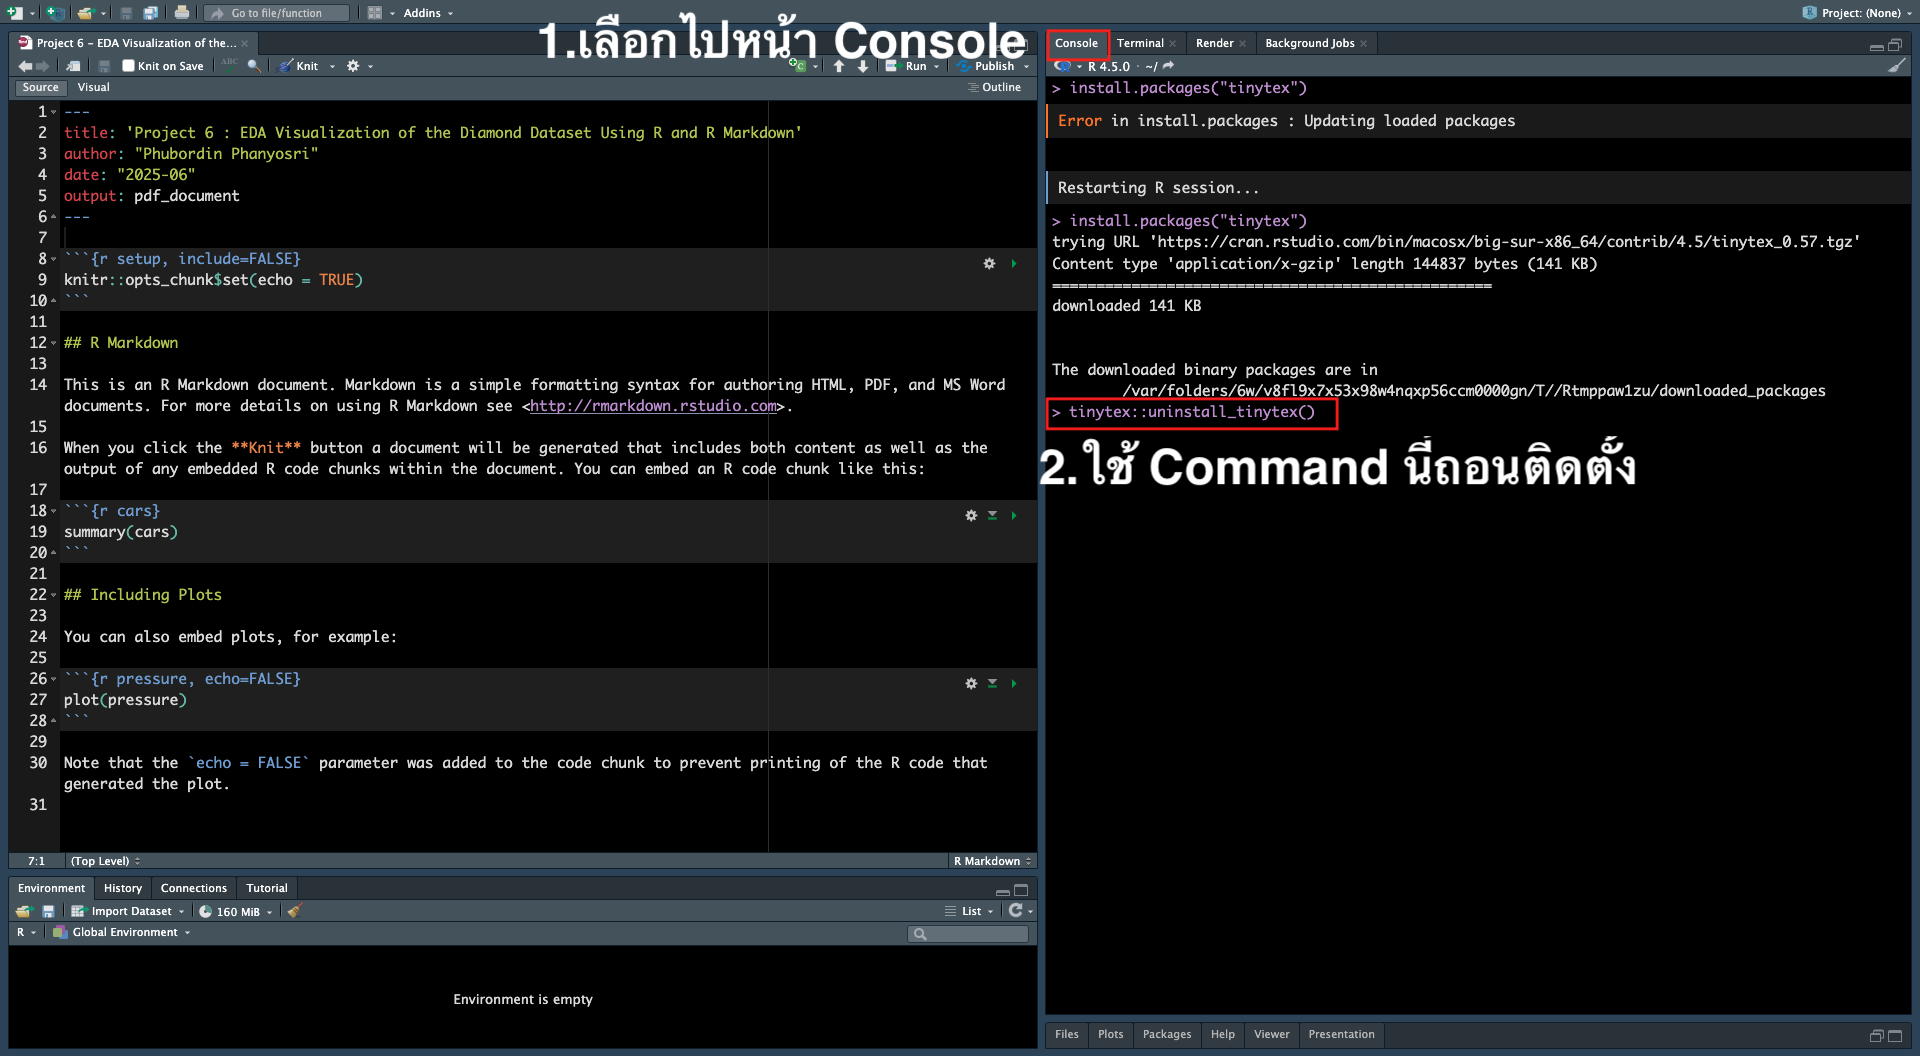 Go to file/function
Addins
Project: (None)
Project 6 - EDA Visualization of the...
1.เลือกไปหน้า Console
Knit on Save
ABC
Knit
Run
Publish
Source
Visual
Outline
1 ---
2 title: 'Project 6 : EDA Visualization of the Diamond Dataset Using R and R Markdown'
3 author: "Phubordin Phanyosri"
4 date: "2025-06"
5 output: pdf_document
6 ---
7
8 ```{r setup, include=FALSE}
9 knitr::opts_chunk$set(echo = TRUE)
10 ```
11
12 ## R Markdown
13
14 This is an R Markdown document. Markdown is a simple formatting syntax for authoring HTML, PDF, and MS Word
documents. For more details on using R Markdown see <http://rmarkdown.rstudio.com>.
15
16 When you click the **Knit** button a document will be generated that includes both content as well as the
output of any embedded R code chunks within the document. You can embed an R code chunk like this:
17
18 ```{r cars}
19 summary(cars)
20 ```
21
22 ## Including Plots
23
24 You can also embed plots, for example:
25
26 ```{r pressure, echo=FALSE}
27 plot(pressure)
28 ```
29
30 Note that the `echo = FALSE` parameter was added to the code chunk to prevent printing of the R code that
generated the plot.
31
7:1
(Top Level)
R Markdown
Environment
History
Connections
Tutorial
Import Dataset
160 MiB
List
R
Global Environment
Environment is empty
Console
Terminal
Render
Background Jobs
R 4.5.0 · ~/
> install.packages("tinytex")
Error in install.packages : Updating loaded packages
Restarting R session...
> install.packages("tinytex")
trying URL 'https://cran.rstudio.com/bin/macosx/big-sur-x86_64/contrib/4.5/tinytex_0.57.tgz'
Content type 'application/x-gzip' length 144837 bytes (141 KB)
==================================================
downloaded 141 KB
The downloaded binary packages are in
/var/folders/6w/v8fl9x7x53x98w4nqxp56ccm0000gn/T//Rtmppaw1zu/downloaded_packages
> tinytex::uninstall_tinytex()
2.ใช้ Command นี้ถอนติดตั้ง
Files
Plots
Packages
Help
Viewer
Presentation